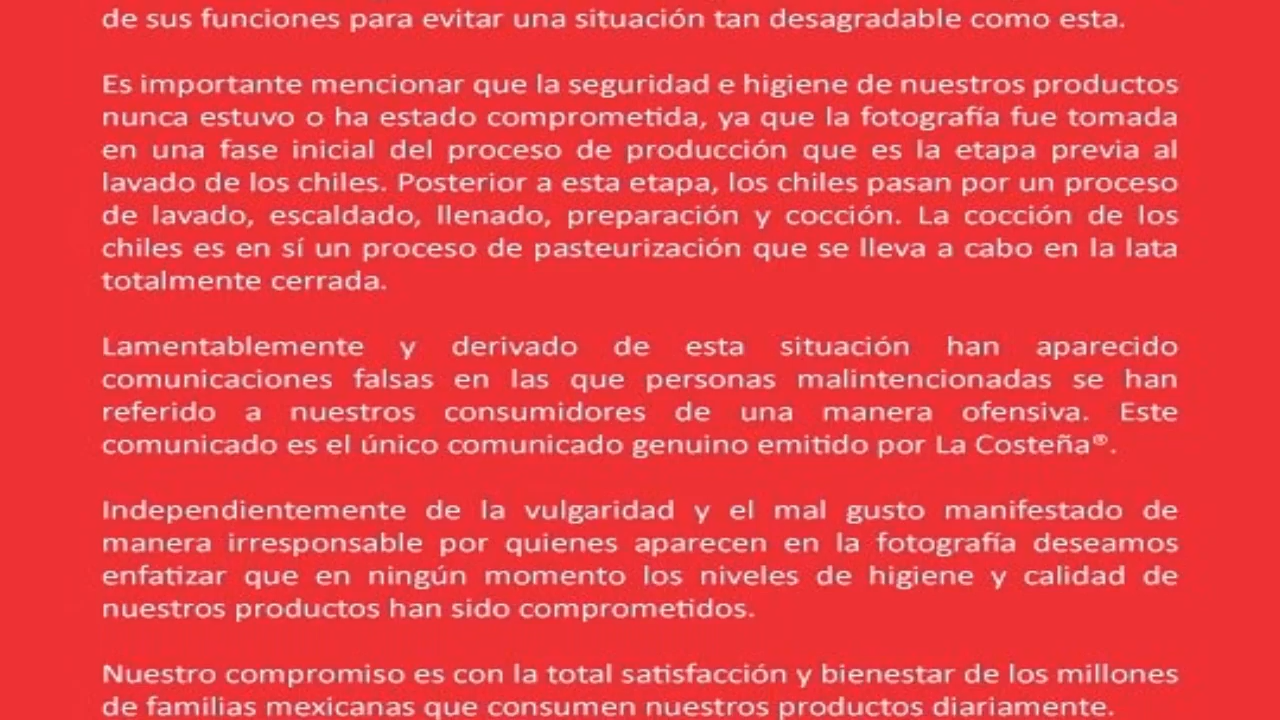 de sus funciones para evitar una situación tan desagradable como esta.
Es importante mencionar que la seguridad e higiene de nuestros productos
nunca estuvo o ha estado comprometida, ya que la fotografía fue tomada
en una fase inicial del proceso de producción que es la etapa previa al
lavado de los chiles. Posterior a esta etapa, los chiles pasan por un proceso
de lavado, escaldado, llenado, preparación y cocción. La cocción de los
chiles es en sí un proceso de pasteurización que se lleva a cabo en la lata
totalmente cerrada.
Lamentablemente y derivado de esta situación han aparecido
comunicaciones falsas en las que personas malintencionadas se han
referido a nuestros consumidores de una manera ofensiva. Este
comunicado es el único comunicado genuino emitido por La Costeña®.
Independientemente de la vulgaridad y el mal gusto manifestado de
manera irresponsable por quienes aparecen en la fotografía deseamos
enfatizar que en ningún momento los niveles de higiene y calidad de
nuestros productos han sido comprometidos.
Nuestro compromiso es con la total satisfacción y bienestar de los millones
de familias mexicanas que consumen nuestros productos diariamente.